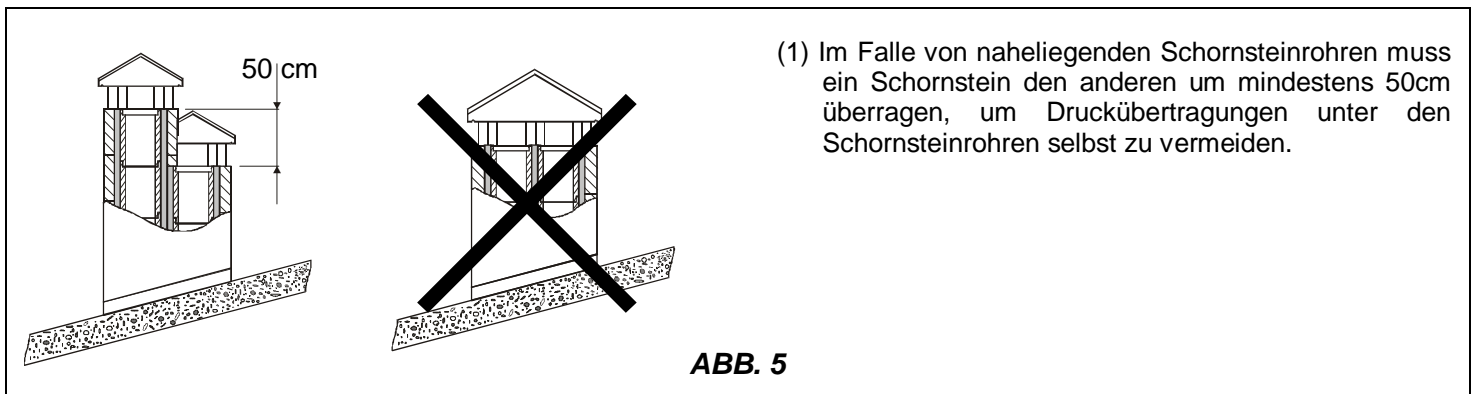 50 cm
(1) Im Falle von naheliegenden Schornsteinrohren muss
ein Schornstein den anderen um mindestens 50cm
überragen, um Druckübertragungen unter den
Schornsteinrohren selbst zu vermeiden.
ABB. 5